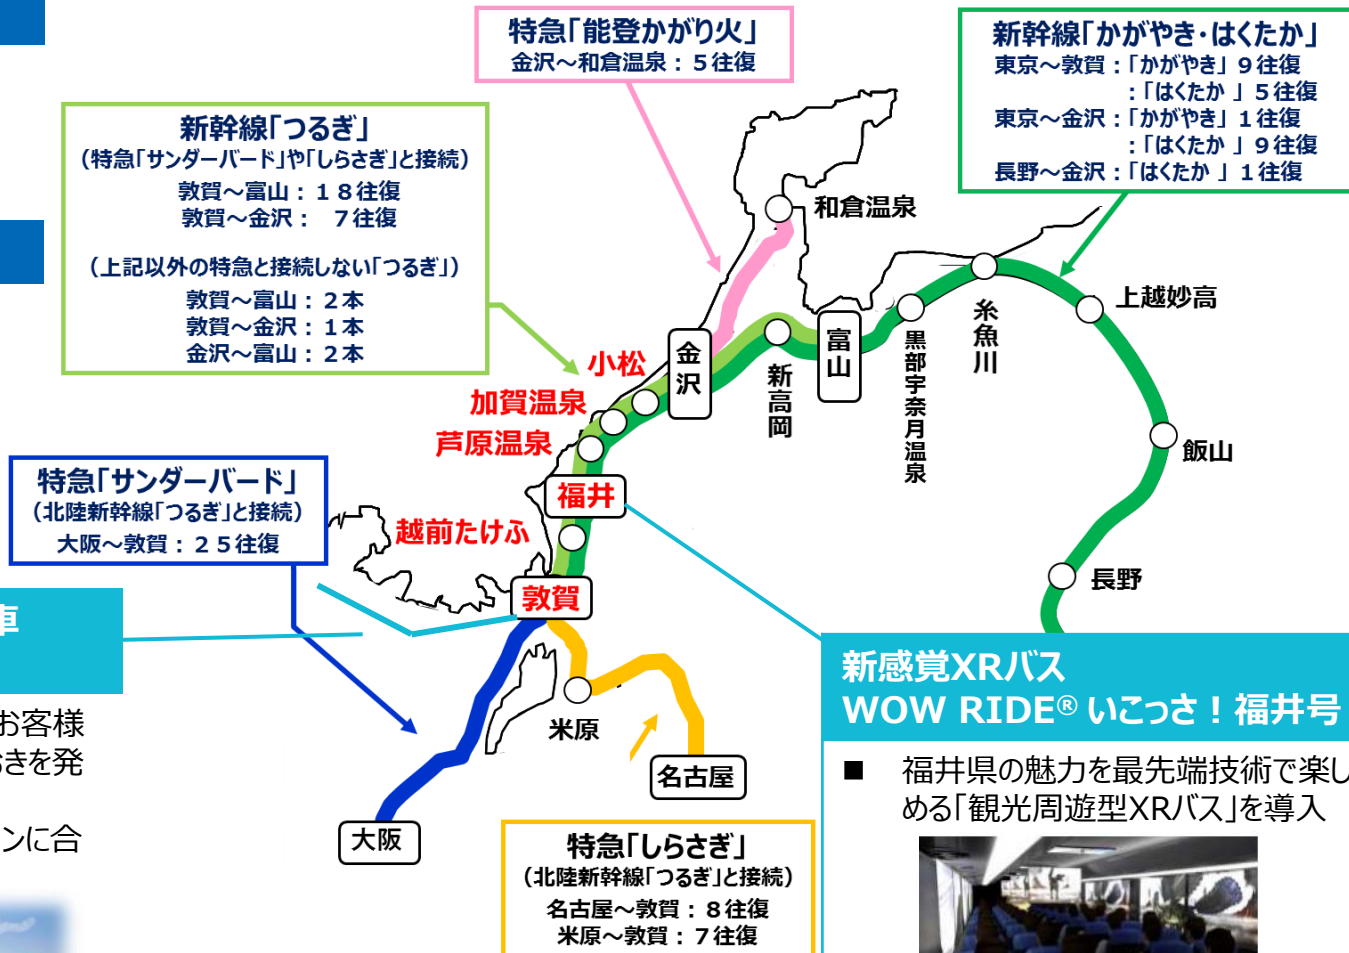 特急「能登かがり火」
金沢～和倉温泉：５往復
新幹線「かがやき・はくたか」
東京～敦賀：「かがやき」９往復
：「はくたか 」５往復
東京～金沢：「かがやき」１往復
：「はくたか 」９往復
長野～金沢：「はくたか 」１往復
新幹線「つるぎ」
（特急「サンダーバード」や「しらさぎ」と接続）
敦賀～富山：１８往復
敦賀～金沢：　７往復
（上記以外の特急と接続しない「つるぎ」）
敦賀～富山：２本
敦賀～金沢：１本
金沢～富山：２本
和倉温泉
上越妙高
糸魚川
黒部宇奈月温泉
富山
新高岡
金沢
小松
加賀温泉
芦原温泉
福井
越前たけふ
敦賀
飯山
長野
特急「サンダーバード」
（北陸新幹線「つるぎ」と接続）
大阪～敦賀：２５往復
車
お客様
おきを発
ンに合
米原
名古屋
大阪
特急「しらさぎ」
（北陸新幹線「つるぎ」と接続）
名古屋～敦賀：８往復
米原～敦賀：７往復
新感覚XRバス
WOW RIDE® いこっさ！福井号
■ 福井県の魅力を最先端技術で楽し
める「観光周遊型XRバス」を導入